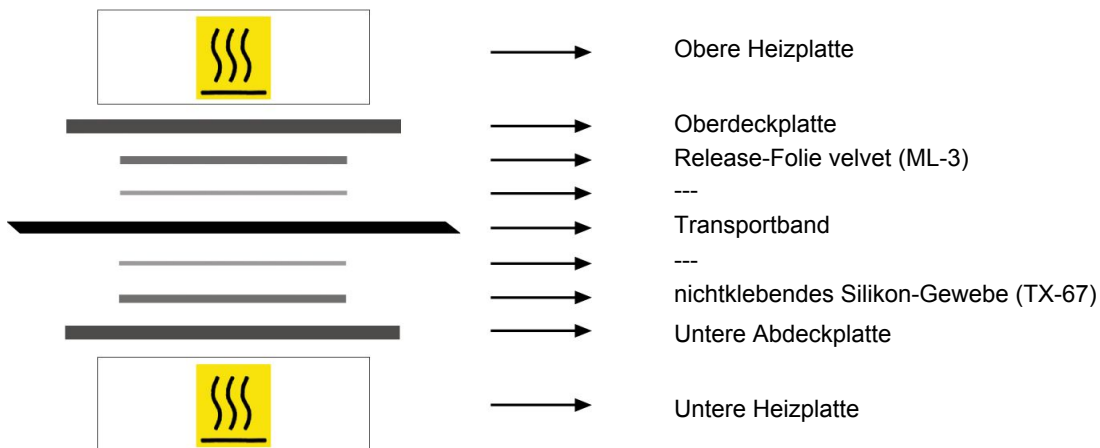 Obere Heizplatte
Oberdeckplatte
Release-Folie velvet (ML-3)
---
Transportband
---
nichtklebendes Silikon-Gewebe (TX-67)
Untere Abdeckplatte
Untere Heizplatte